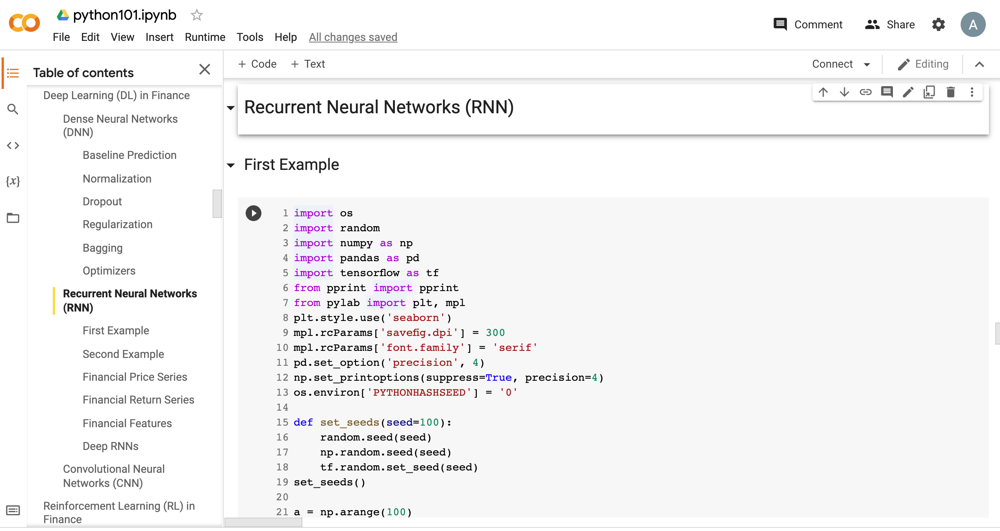 python101.ipynb
File Edit View Insert Runtime Tools Help All changes saved
Comment Share A
Table of contents
Deep Learning (DL) in Finance
Dense Neural Networks
(DNN)
Baseline Prediction
Normalization
Dropout
Regularization
Bagging
Optimizers
Recurrent Neural Networks
(RNN)
First Example
Second Example
Financial Price Series
Financial Return Series
Financial Features
Deep RNNs
Convolutional Neural
Networks (CNN)
Reinforcement Learning (RL) in
Finance
{x}
+ Code + Text
Connect Editing
Recurrent Neural Networks (RNN)
First Example
1 import os
2 import random
3 import numpy as np
4 import pandas as pd
5 import tensorflow as tf
6 from pprint import pprint
7 from pylab import plt, mpl
8 plt.style.use('seaborn')
9 mpl.rcParams['savefig.dpi'] = 300
10 mpl.rcParams['font.family'] = 'serif'
11 pd.set_option('precision', 4)
12 np.set_printoptions(suppress=True, precision=4)
13 os.environ['PYTHONHASHSEED'] = '0'
14
15 def set_seeds(seed=100):
16     random.seed(seed)
17     np.random.seed(seed)
18     tf.random.set_seed(seed)
19 set_seeds()
20
21 a = np.arange(100)